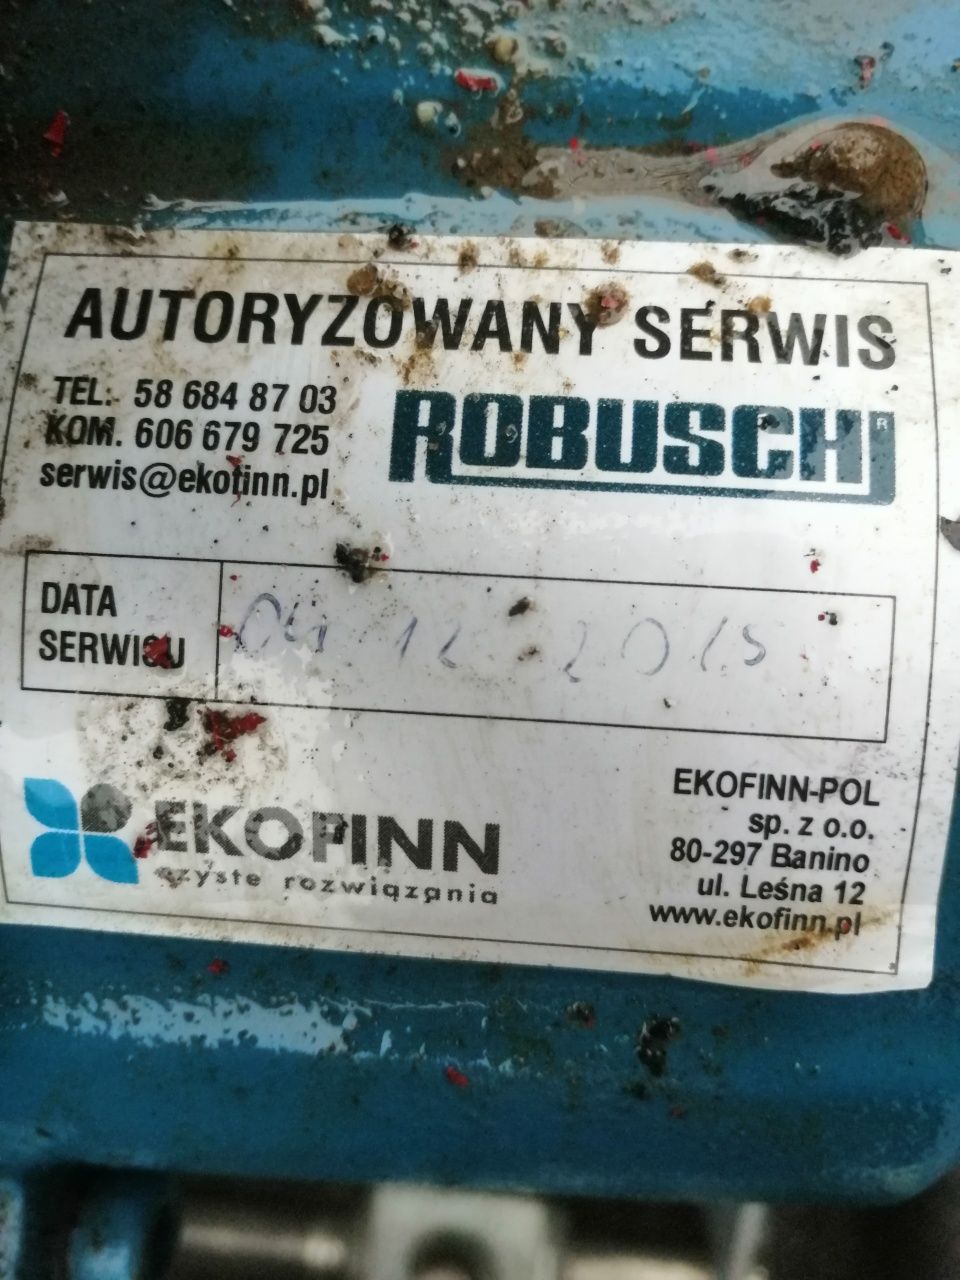 AUTORYZOWANY SERWIS
TEL: 58 684 87 03
KOM. 606 679 725
serwis@ekofinn.pl
ROBUSCH®
DATA
SERWISU
04 12 2015
EKOFINN
czyste rozwiązania
EKOFINN-POL
sp. z o.o.
80-297 Banino
ul. Leśna 12
www.ekofinn.pl